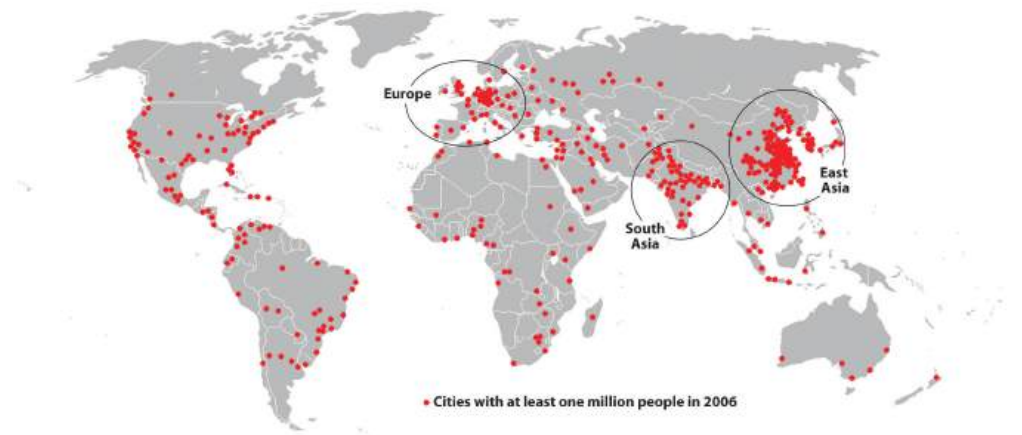 Europe
East
Asia
South
Asia
Cities with at least one million people in 2006